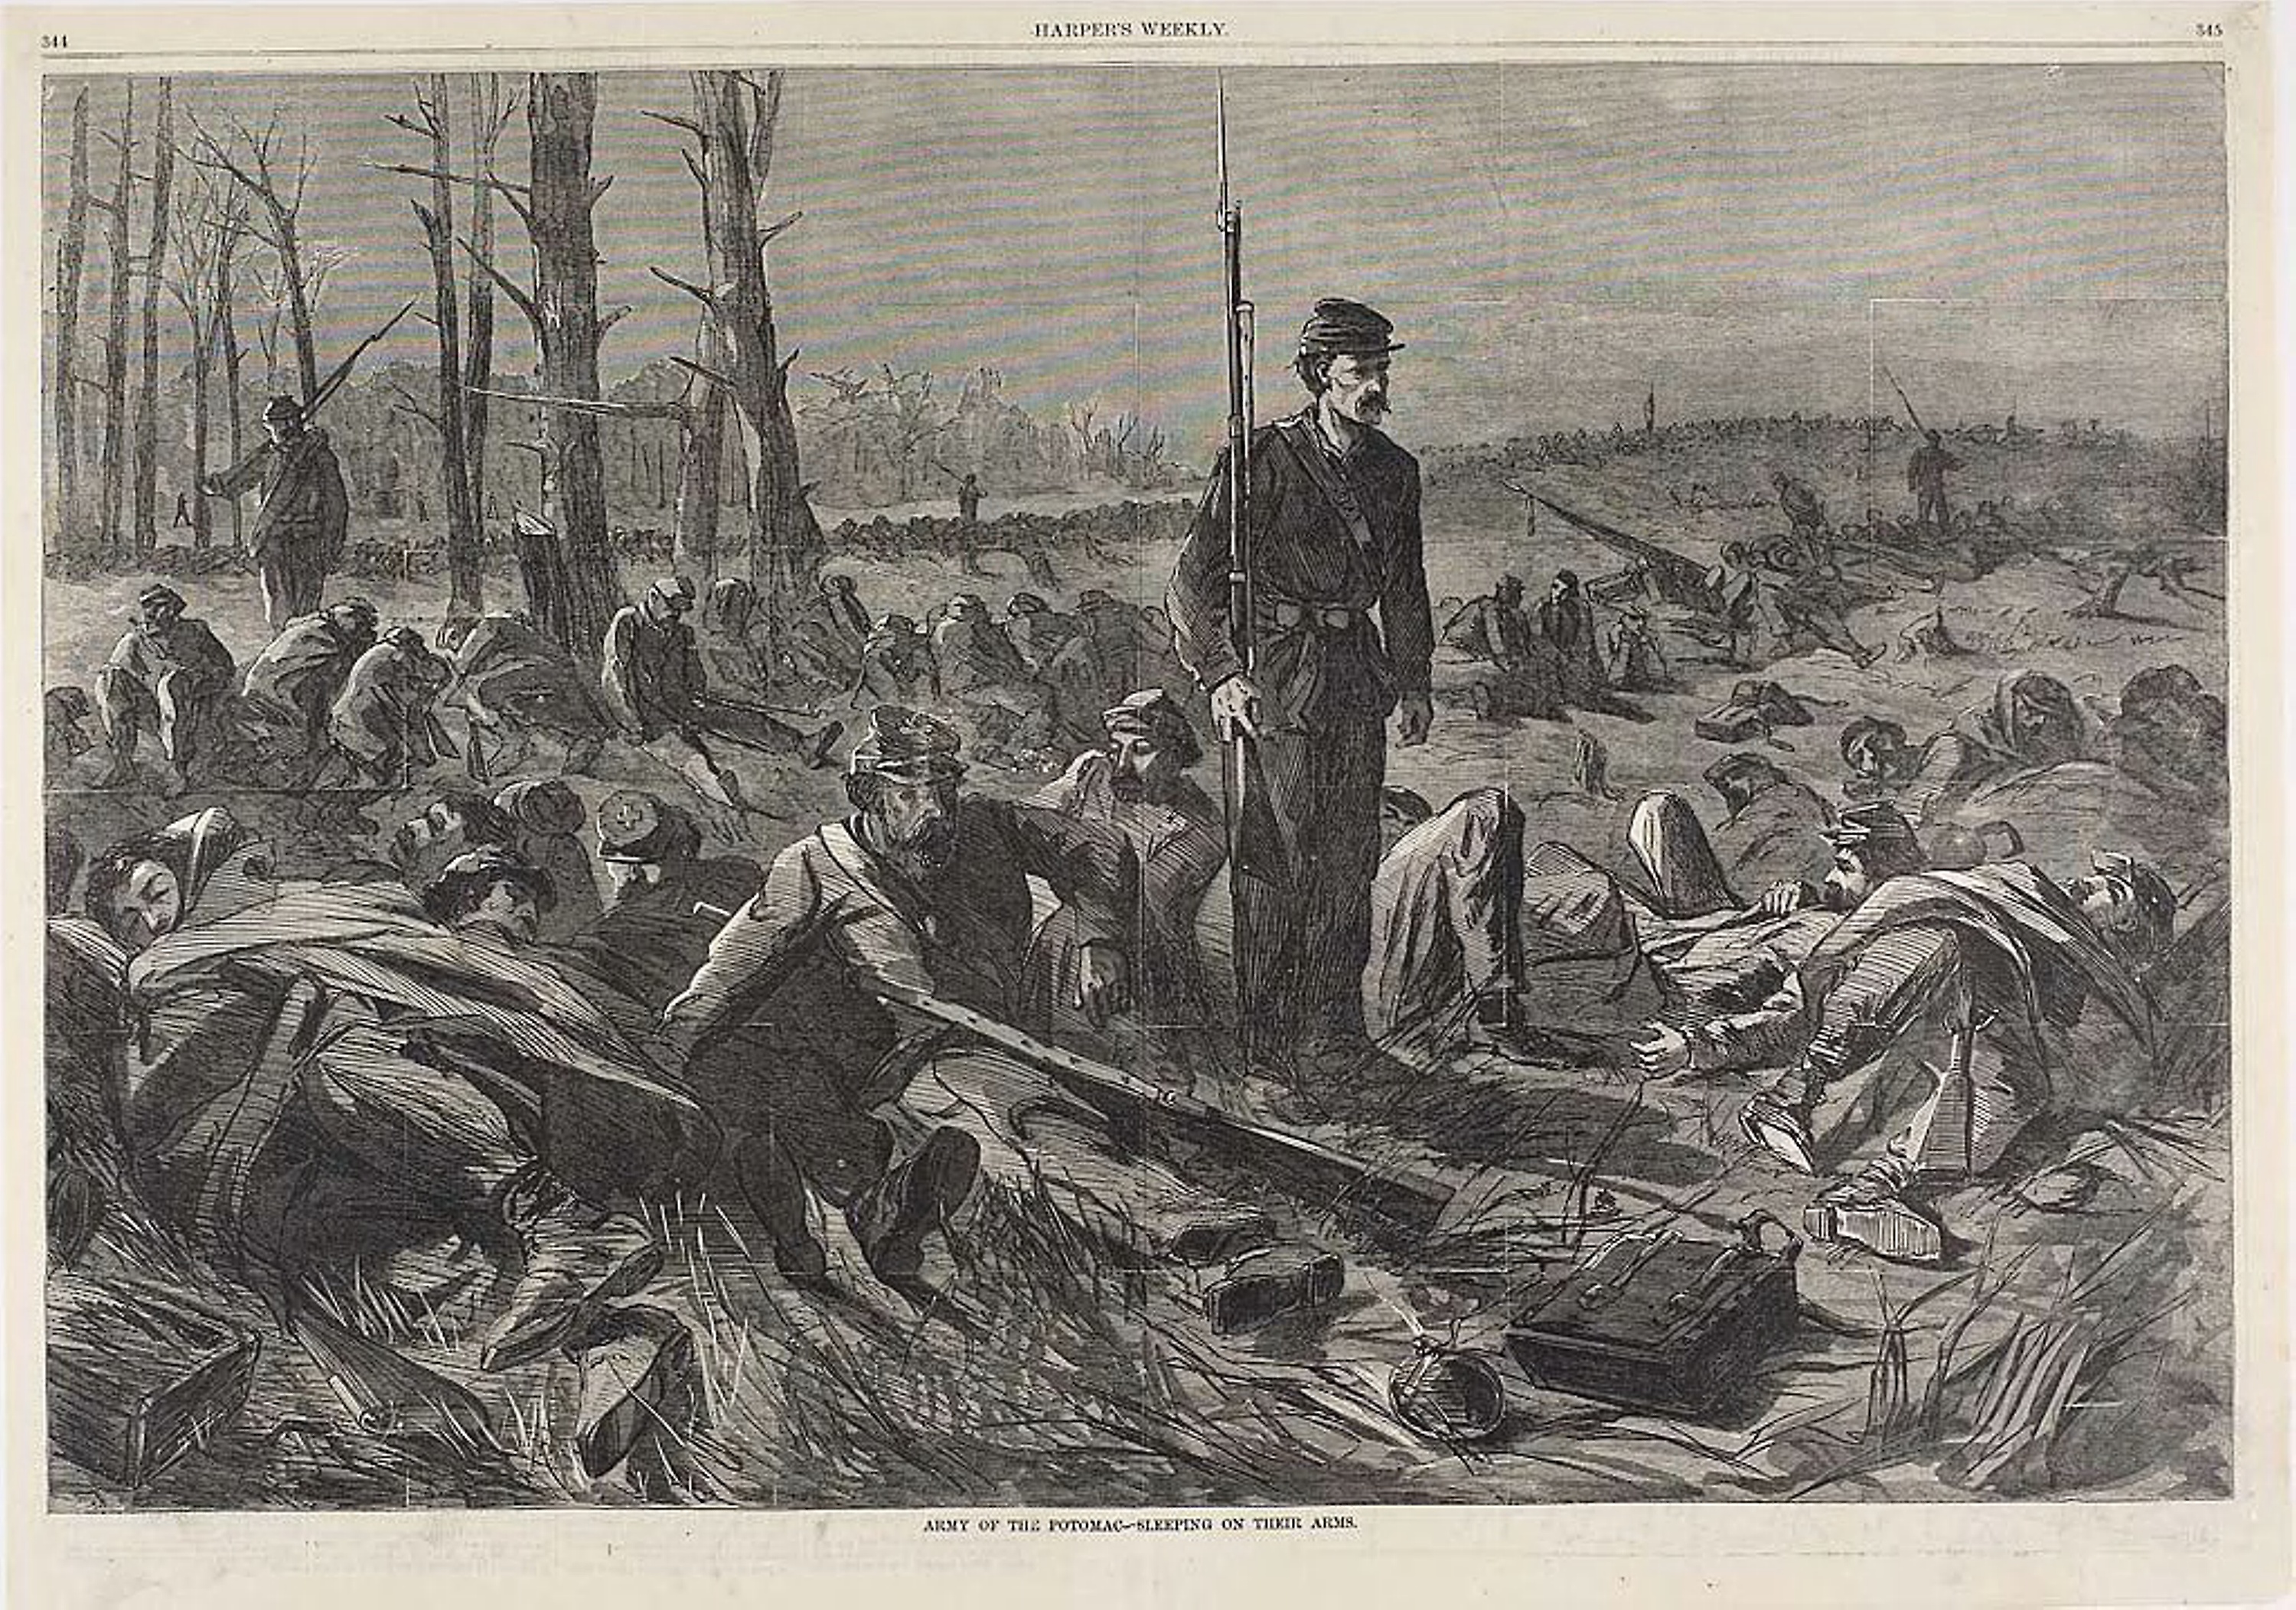 344
HARPER'S WEEKLY.
345
ARMY OF THE POTOMAC—SLEEPING ON THEIR ARMS.